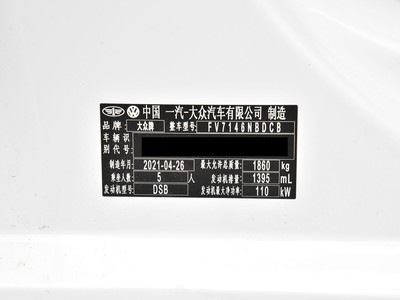 中国 一汽-大众汽车有限公司 制造
品牌 大众牌 整车型号 FV7146NBDCB
车辆识
别代号
制造年月 2021-04-26 最大允许总质量 1860 kg
乘坐人数 5 人 发动机排量 1395 mL
发动机型号 DSB 发动机最大净功率 110 kW